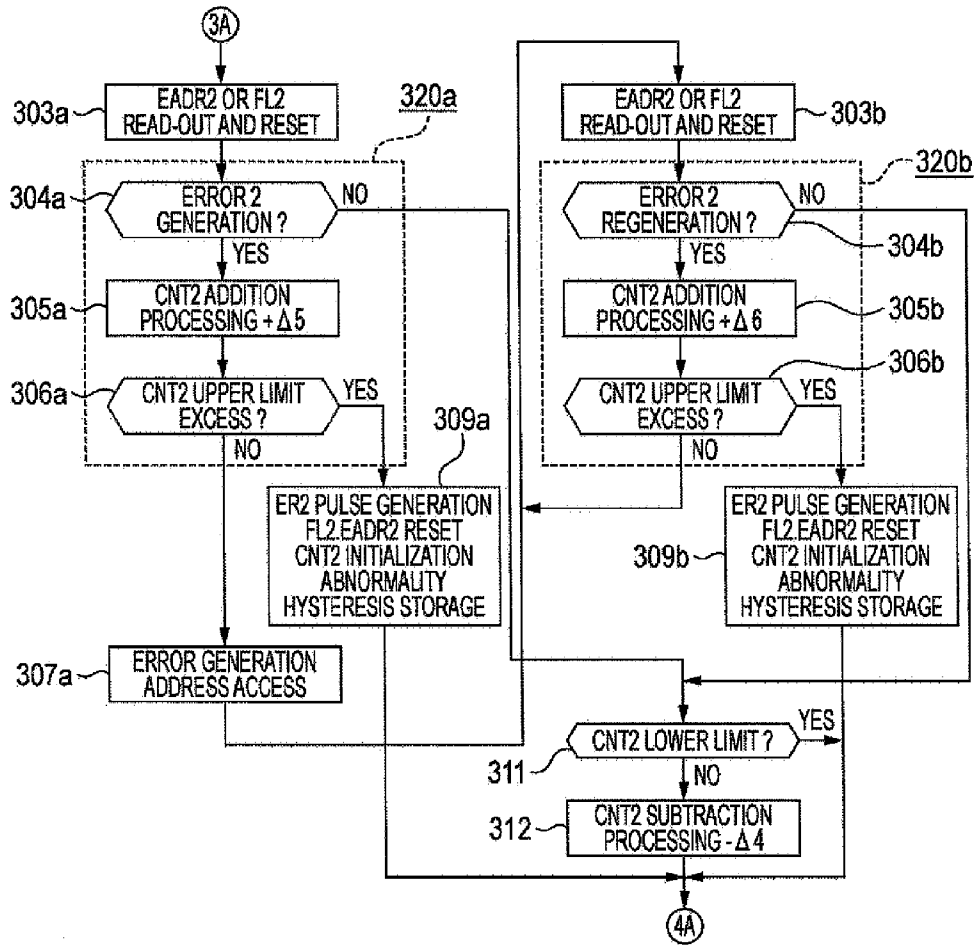 3A
303a
EADR2 OR FL2
READ-OUT AND RESET
320a
304a
ERROR 2
GENERATION ?
NO
YES
305a
CNT2 ADDITION
PROCESSING + Δ5
306a
CNT2 UPPER LIMIT
EXCESS ?
YES
NO
309a
ER2 PULSE GENERATION
FL2.EADR2 RESET
CNT2 INITIALIZATION
ABNORMALITY
HYSTERESIS STORAGE
307a
ERROR GENERATION
ADDRESS ACCESS
EADR2 OR FL2
READ-OUT AND RESET
303b
320b
ERROR 2
REGENERATION ?
NO
304b
YES
CNT2 ADDITION
PROCESSING + Δ6
305b
306b
CNT2 UPPER LIMIT
EXCESS ?
YES
NO
309b
ER2 PULSE GENERATION
FL2.EADR2 RESET
CNT2 INITIALIZATION
ABNORMALITY
HYSTERESIS STORAGE
311
CNT2 LOWER LIMIT ?
YES
NO
312
CNT2 SUBTRACTION
PROCESSING - Δ4
4A